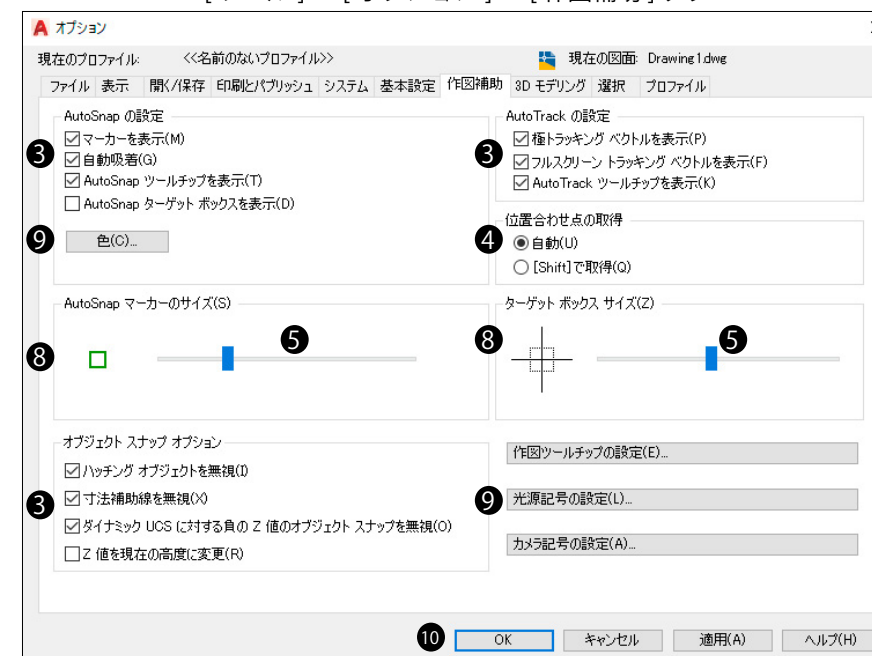 オプション
現在のプロファイル: <<名前のないプロファイル>> 現在の図面: Drawing1.dwg
ファイル 表示 開く/保存 印刷とパブリッシュ システム 基本設定 作図補助 3D モデリング 選択 プロファイル
AutoSnap の設定
マーカーを表示(M)
❸ 自動吸着(G)
AutoSnap ツールチップを表示(T)
AutoSnap ターゲット ボックスを表示(D)
❾ 色(C)...
AutoTrack の設定
極トラッキング ベクトルを表示(P)
❸ フルスクリーン トラッキング ベクトルを表示(F)
AutoTrack ツールチップを表示(K)
位置合わせ点の取得
❹ 自動(U)
[Shift]で取得(Q)
AutoSnap マーカーのサイズ(S)
❺
❽
ターゲット ボックス サイズ(Z)
❺
❽
オブジェクト スナップ オプション
ハッチング オブジェクトを無視(I)
❸ 寸法補助線を無視(X)
ダイナミック UCS に対する負の Z 値のオブジェクト スナップを無視(O)
Z 値を現在の高度に変更(R)
作図ツールチップの設定(E)...
❾ 光源記号の設定(L)...
カメラ記号の設定(A)...
❿ OK キャンセル 適用(A) ヘルプ(H)